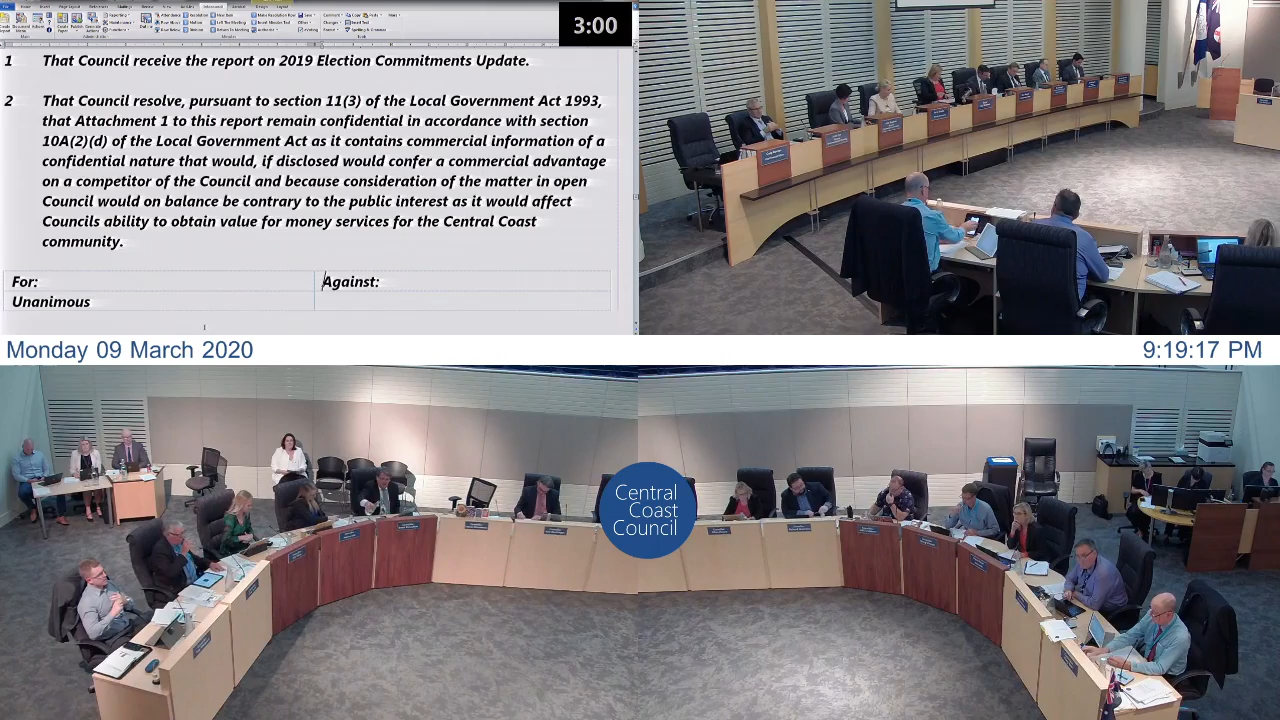 3:00
1 That Council receive the report on 2019 Election Commitments Update.
2 That Council resolve, pursuant to section 11(3) of the Local Government Act 1993,
that Attachment 1 to this report remain confidential in accordance with section
10A(2)(d) of the Local Government Act as it contains commercial information of a
confidential nature that would, if disclosed would confer a commercial advantage
on a competitor of the Council and because consideration of the matter in open
Council would on balance be contrary to the public interest as it would affect
Councils ability to obtain value for money services for the Central Coast
community.
For: Against:
Unanimous
Monday 09 March 2020 9:19:17 PM
Central
Coast
Council